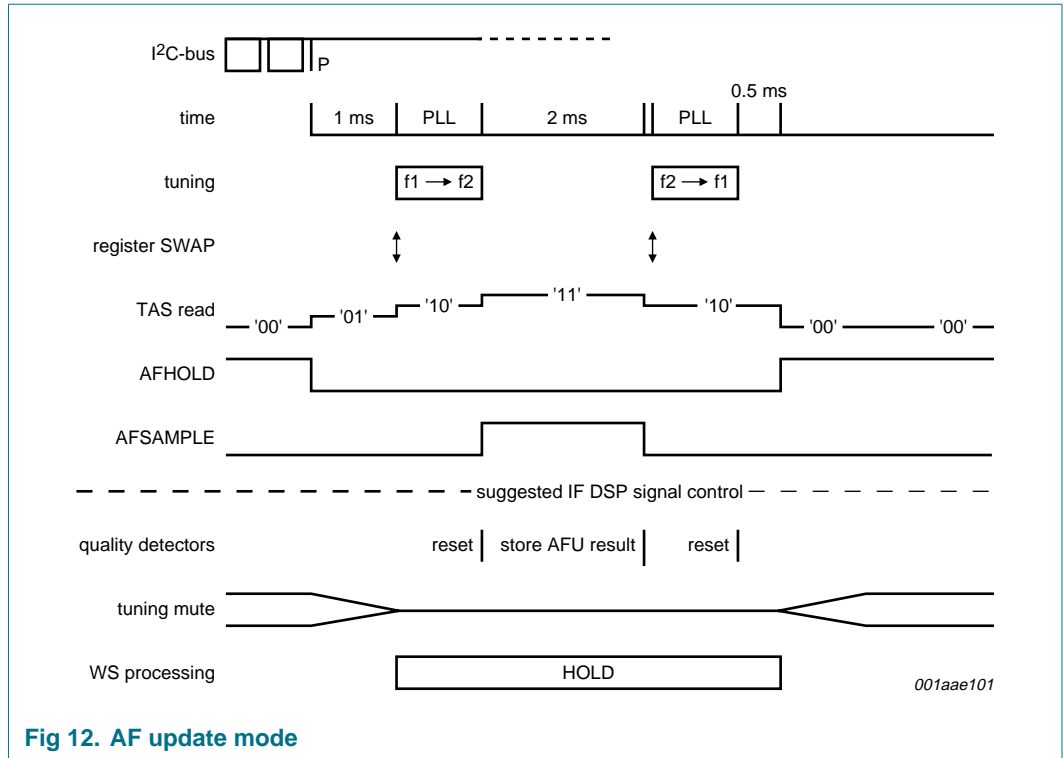 I²C-bus
P
0.5 ms
time 1 ms PLL 2 ms PLL
tuning f1 → f2 f2 → f1
register SWAP
TAS read '00' '01' '10' '11' '10' '00' '00'
AFHOLD
AFSAMPLE
suggested IF DSP signal control
quality detectors reset store AFU result reset
tuning mute
WS processing HOLD
001aae101
Fig 12. AF update mode